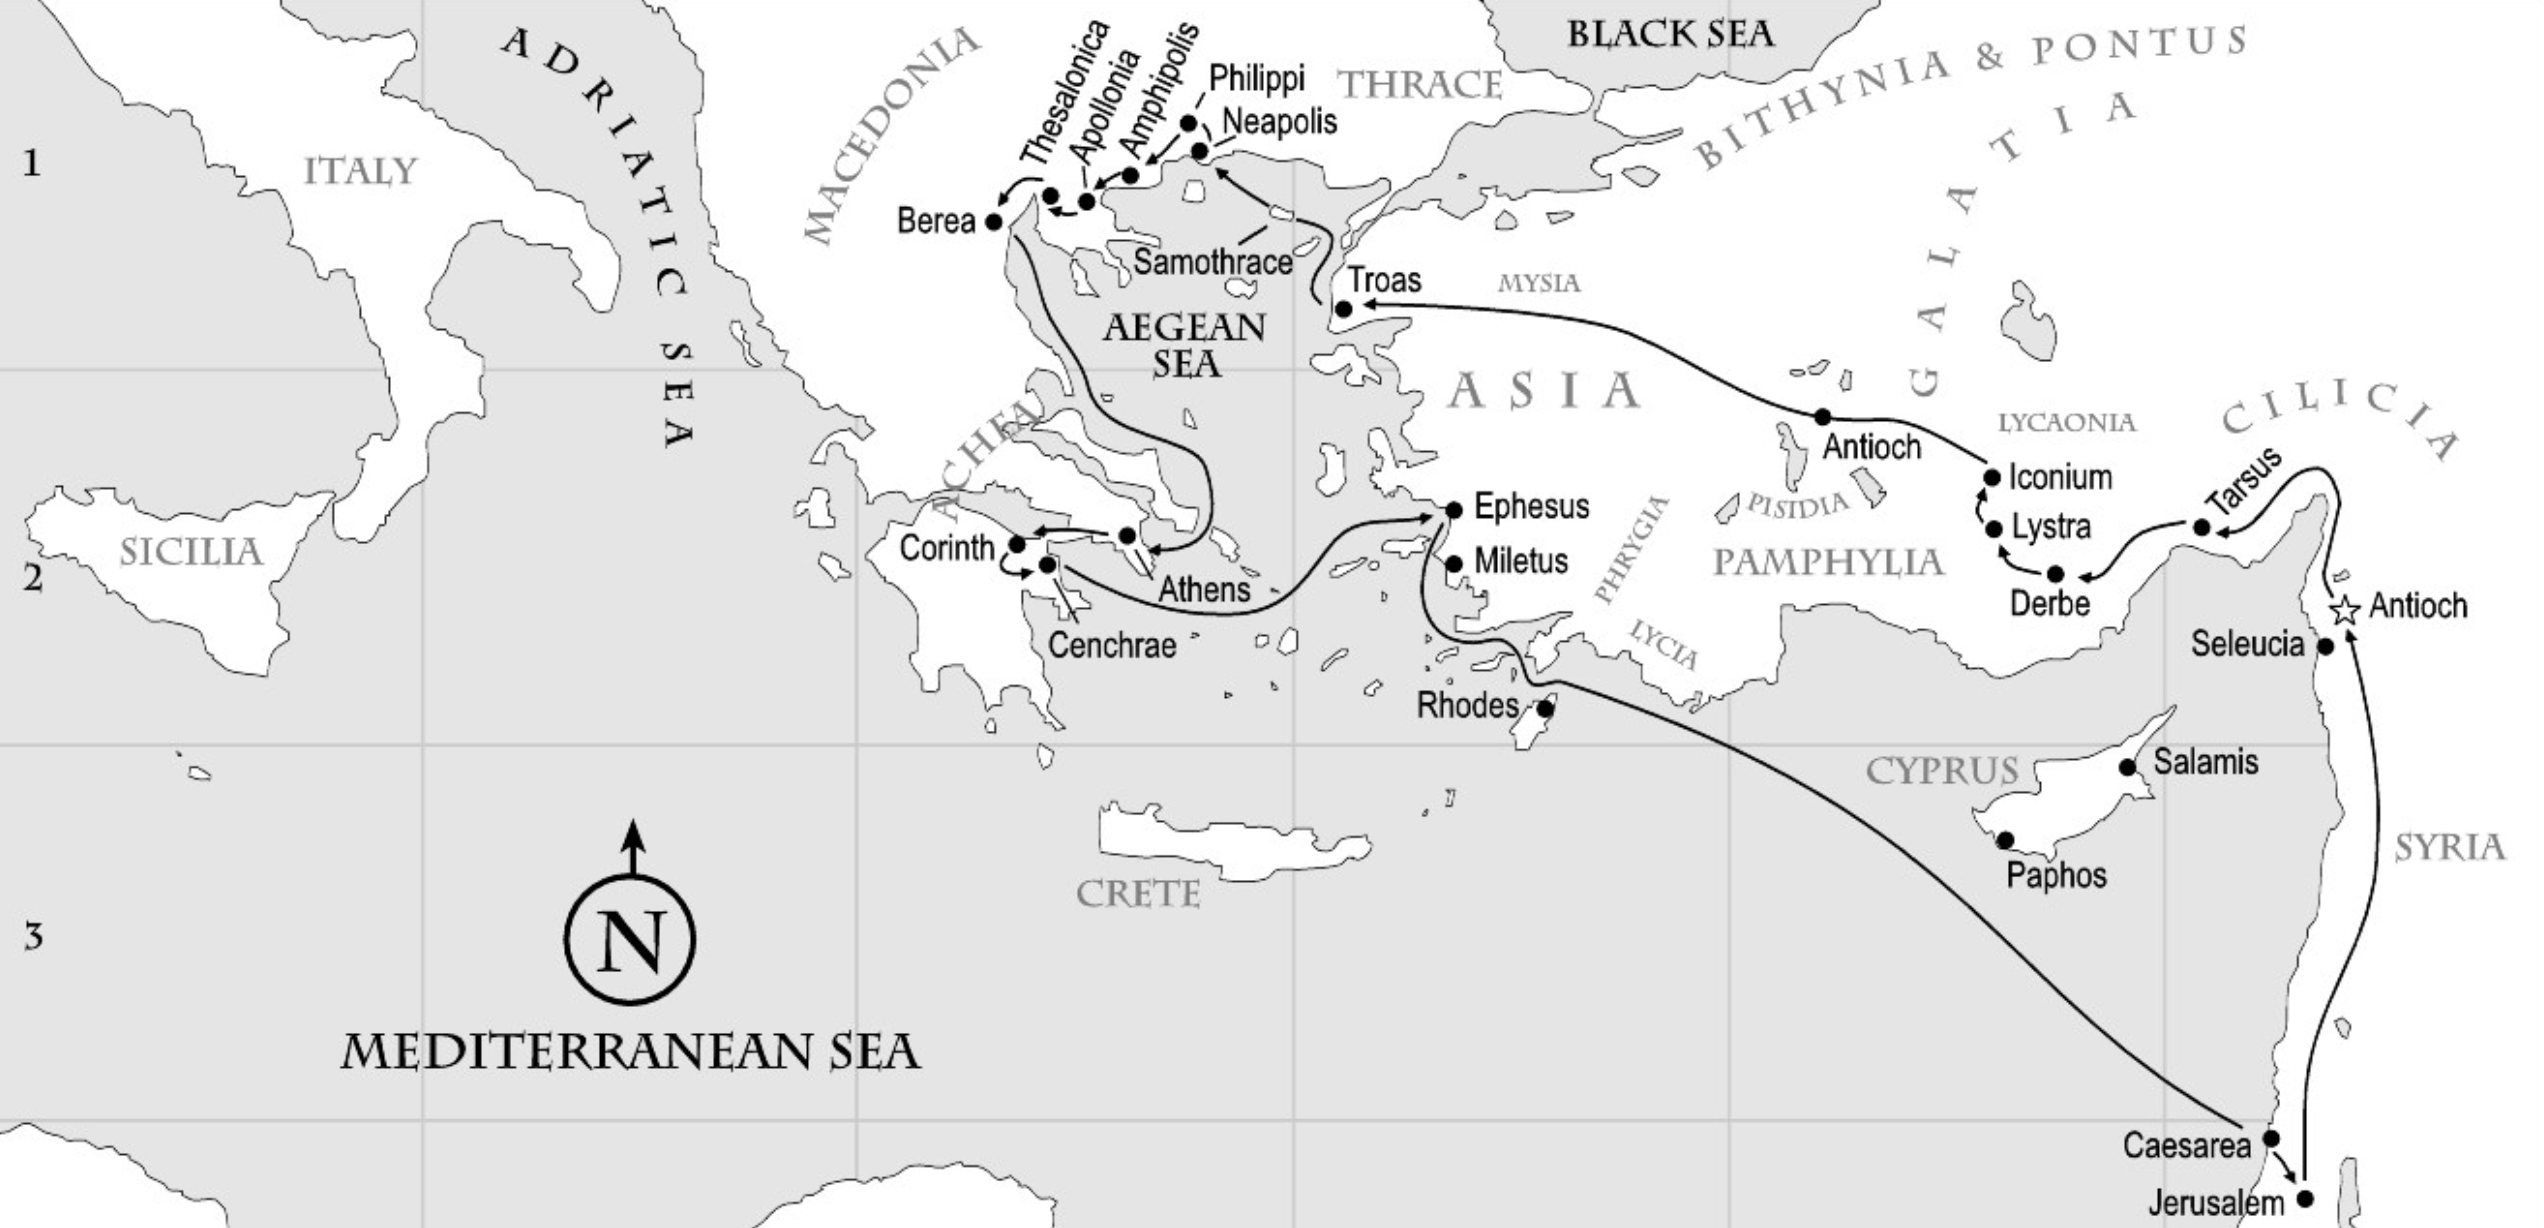 ADRIATIC SEA
MACEDONIA
Thesalonica
Apollonia
Amphipolis
Philippi
Neapolis
THRACE
BLACK SEA
BITHYNIA & PONTUS
GALATIA
1
ITALY
Berea
Samothrace
Troas
MYSIA
AEGEAN
SEA
ASIA
ACHEA
Antioch
LYCAONIA
CILICIA
Iconium
Tarsus
Lystra
PISIDIA
PHRYGIA
PAMPHYLIA
LYCIA
Ephesus
Miletus
SICILIA
2
Corinth
Athens
Cenchrae
Derbe
Antioch
Seleucia
Rhodes
CYPRUS
Salamis
Paphos
SYRIA
CRETE
3
N
MEDITERRANEAN SEA
Caesarea
Jerusalem